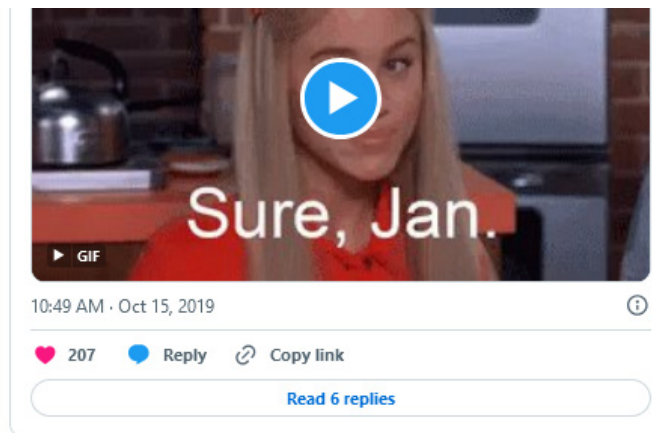 Sure, Jan.
GIF
10:49 AM · Oct 15, 2019
207 Reply Copy link
Read 6 replies